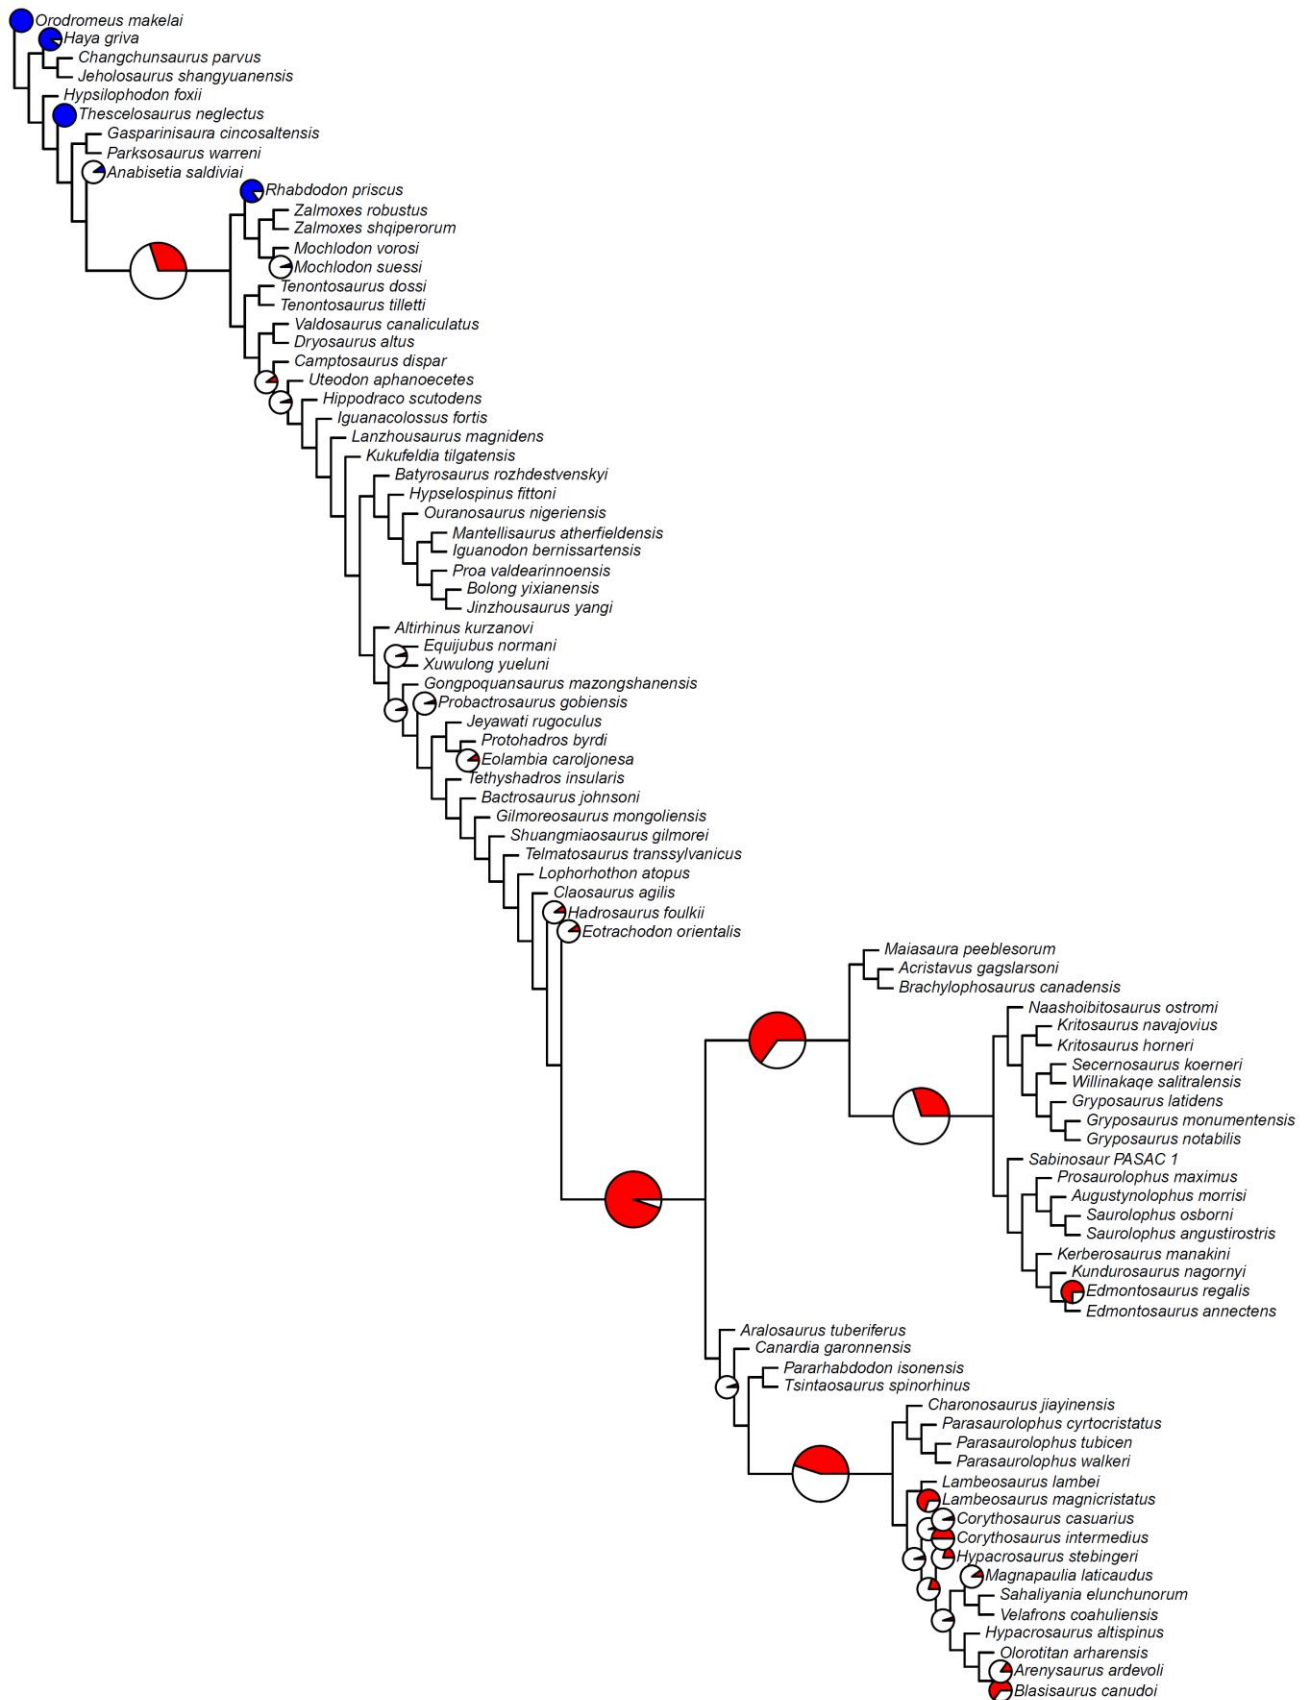 Orodromeus makelai
Haya griva
Changchunsaurus parvus
Jeholosaurus shangyuanensis
Hypsilophodon foxii
Thescelosaurus neglectus
Gasparinisaura cincosaltensis
Parksosaurus warreni
Anabisetia saldiviai
Rhabdodon priscus
Zalmoxes robustus
Zalmoxes shqiperorum
Mochlodon vorosi
Mochlodon suessi
Tenontosaurus dossi
Tenontosaurus tilletti
Valdosaurus canaliculatus
Dryosaurus altus
Camptosaurus dispar
Uteodon aphanoecetes
Hippodraco scutodens
Iguanacolossus fortis
Lanzhousaurus magnidens
Kukufeldia tilgatensis
Batyrosaurus rozhdestvenskyi
Hypselospinus fittoni
Ouranosaurus nigeriensis
Mantellisaurus atherfieldensis
Iguanodon bernissartensis
Proa valdearinnoensis
Bolong yixianensis
Jinzhousaurus yangi
Altirhinus kurzanovi
Equijubus normani
Xuwulong yueluni
Gongpoquansaurus mazongshanensis
Probactrosaurus gobiensis
Jeyawati rugoculus
Protohadros byrdi
Eolambia caroljonesa
Tethyshadros insularis
Bactrosaurus johnsoni
Gilmoreosaurus mongoliensis
Shuangmiaosaurus gilmorei
Telmatosaurus transsylvanicus
Lophorhothon atopus
Claosaurus agilis
Hadrosaurus foulkii
Eotrachodon orientalis
Maiasaura peeblesorum
Acristavus gagslarsoni
Brachylophosaurus canadensis
Naashoibitosaurus ostromi
Kritosaurus navajovius
Kritosaurus horneri
Secernosaurus koerneri
Willinakaqe salitralensis
Gryposaurus latidens
Gryposaurus monumentensis
Gryposaurus notabilis
Sabinosaur PASAC 1
Prosaurolophus maximus
Augustynolophus morrisi
Saurolophus osborni
Saurolophus angustirostris
Kerberosaurus manakini
Kundurosaurus nagornyi
Edmontosaurus regalis
Edmontosaurus annectens
Aralosaurus tuberiferus
Canardia garonnensis
Pararhabdodon isonensis
Tsintaosaurus spinorhinus
Charonosaurus jiayinensis
Parasaurolophus cyrtocristatus
Parasaurolophus tubicen
Parasaurolophus walkeri
Lambeosaurus lambei
Lambeosaurus magnicristatus
Corythosaurus casuarius
Corythosaurus intermedius
Hypacrosaurus stebingeri
Magnapaulia laticaudus
Sahaliyania elunchunorum
Velafrons coahuliensis
Hypacrosaurus altispinus
Olorotitan arharensis
Arenysaurus ardevoli
Blasisaurus canudoi